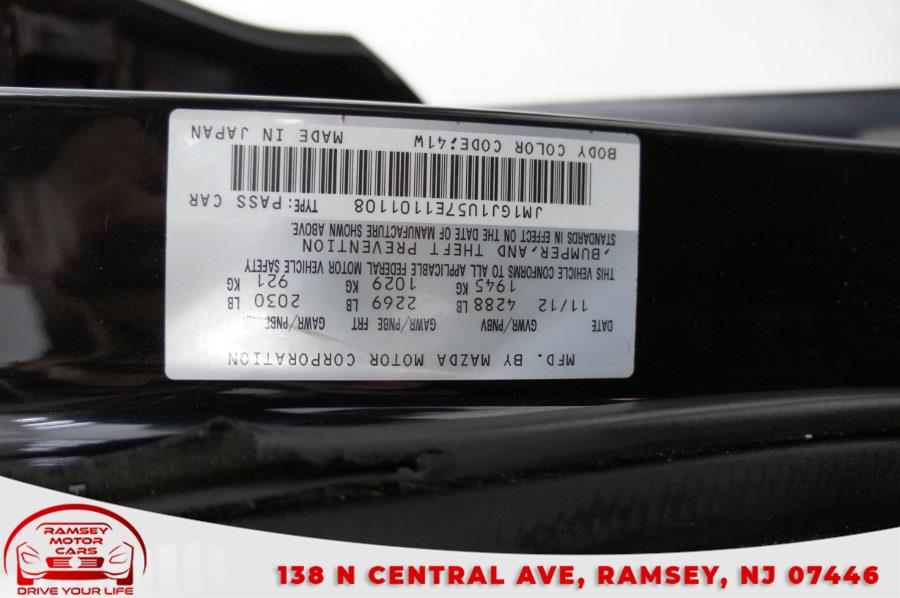 MFD. BY MAZDA MOTOR CORPORATION
DATE GVWR/PNBV GAWR/PNBE FRT GAWR/PNBE RR
11/12 4288 LB 2269 LB 2030 LB
1945 KG 1029 KG 921 KG
THIS VEHICLE CONFORMS TO ALL APPLICABLE FEDERAL MOTOR VEHICLE SAFETY
,BUMPER,AND THEFT PREVENTION
STANDARDS IN EFFECT ON THE DATE OF MANUFACTURE SHOWN ABOVE.
JM1GJ1U57E1101108 TYPE:PASS CAR
BODY COLOR CODE:41W MADE IN JAPAN
RAMSEY
MOTOR
CARS
DRIVE YOUR LIFE
138 N CENTRAL AVE, RAMSEY, NJ 07446